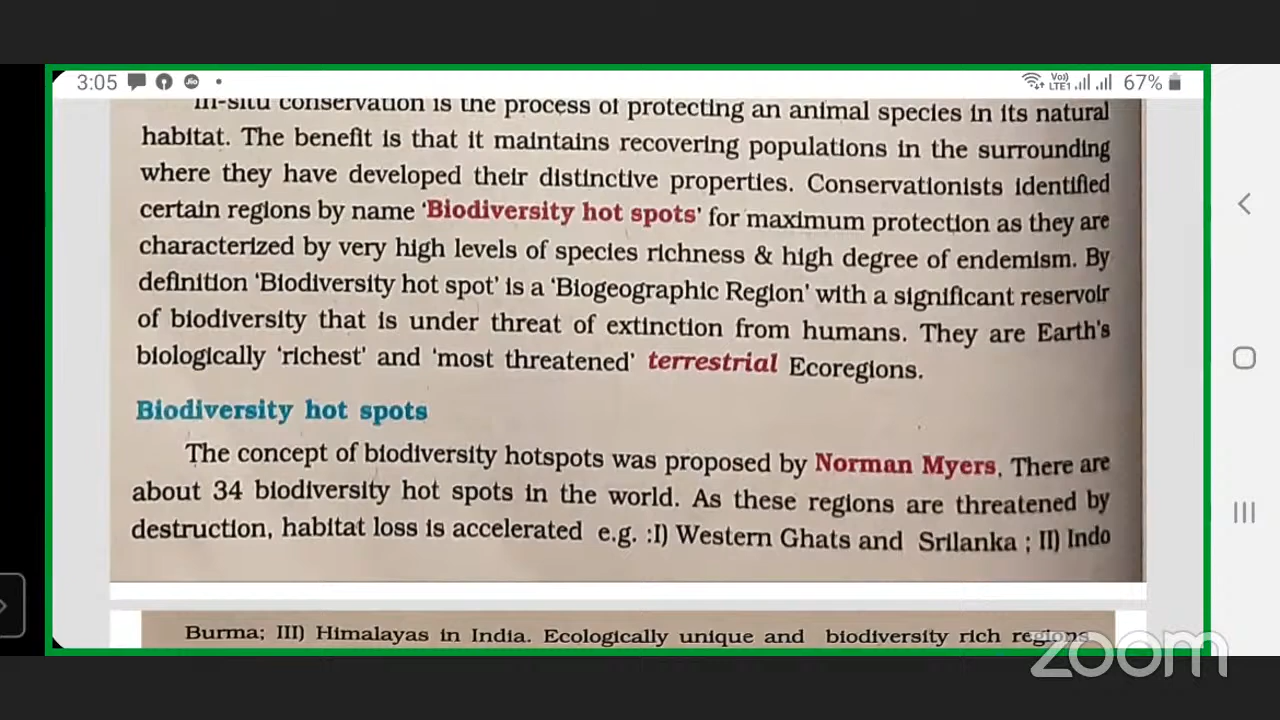 3:05 Jio Vo) LTE1 67%
In-situ conservation is the process of protecting an animal species in its natural
habitat. The benefit is that it maintains recovering populations in the surrounding
where they have developed their distinctive properties. Conservationists identified
certain regions by name ‘Biodiversity hot spots’ for maximum protection as they are
characterized by very high levels of species richness & high degree of endemism. By
definition ‘Biodiversity hot spot’ is a ‘Biogeographic Region’ with a significant reservoir
of biodiversity that is under threat of extinction from humans. They are Earth's
biologically ‘richest’ and ‘most threatened’ terrestrial Ecoregions.
Biodiversity hot spots
The concept of biodiversity hotspots was proposed by Norman Myers. There are
about 34 biodiversity hot spots in the world. As these regions are threatened by
destruction, habitat loss is accelerated e.g. :I) Western Ghats and Srilanka ; II) Indo
Burma; III) Himalayas in India. Ecologically unique and biodiversity rich regions
zoom